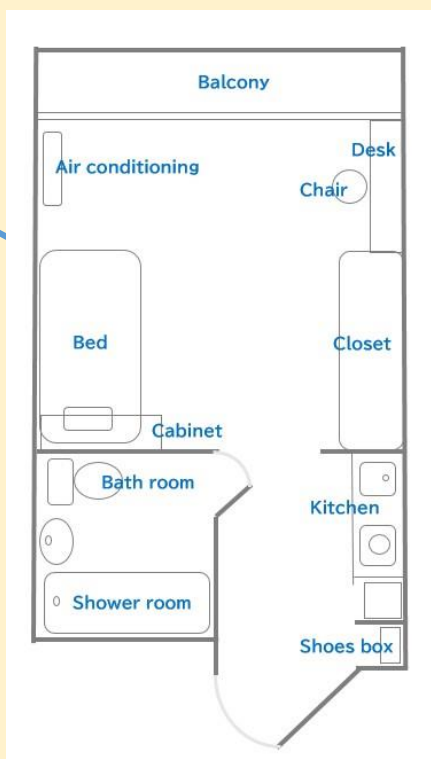 Balcony
Desk
Air conditioning
Chair
Bed
Closet
Cabinet
Bath room
Kitchen
Shower room
Shoes box